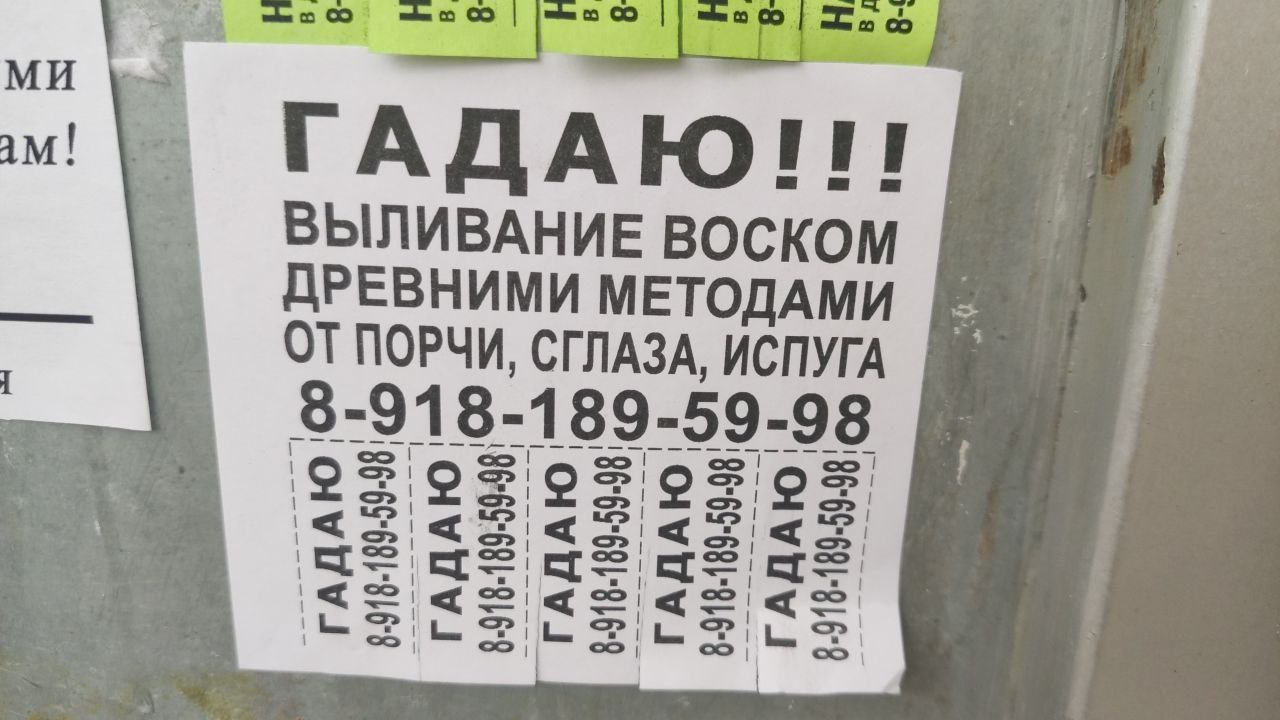 ми
ам!
я
ГАДАЮ!!!
ВЫЛИВАНИЕ ВОСКОМ
ДРЕВНИМИ МЕТОДАМИ
ОТ ПОРЧИ, СГЛАЗА, ИСПУГА
8-918-189-59-98
ГАДАЮ
8-918-189-59-98
ГАДАЮ
8-918-189-59-98
ГАДАЮ
8-918-189-59-98
ГАДАЮ
8-918-189-59-98
ГАДАЮ
8-918-189-59-98